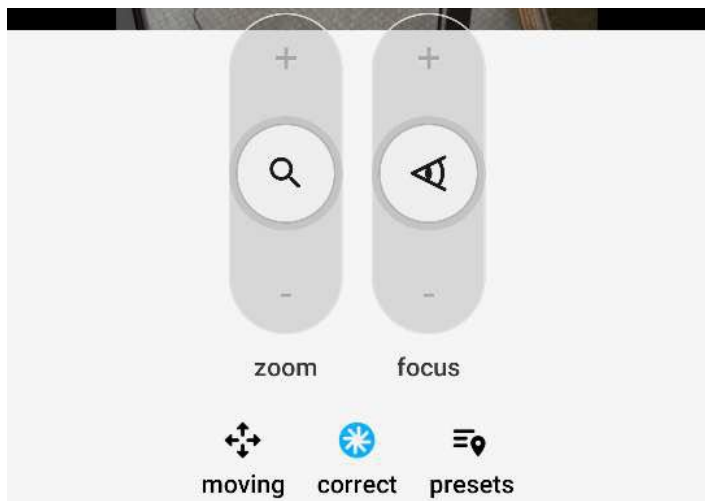 + +
- -
zoom focus
moving correct presets